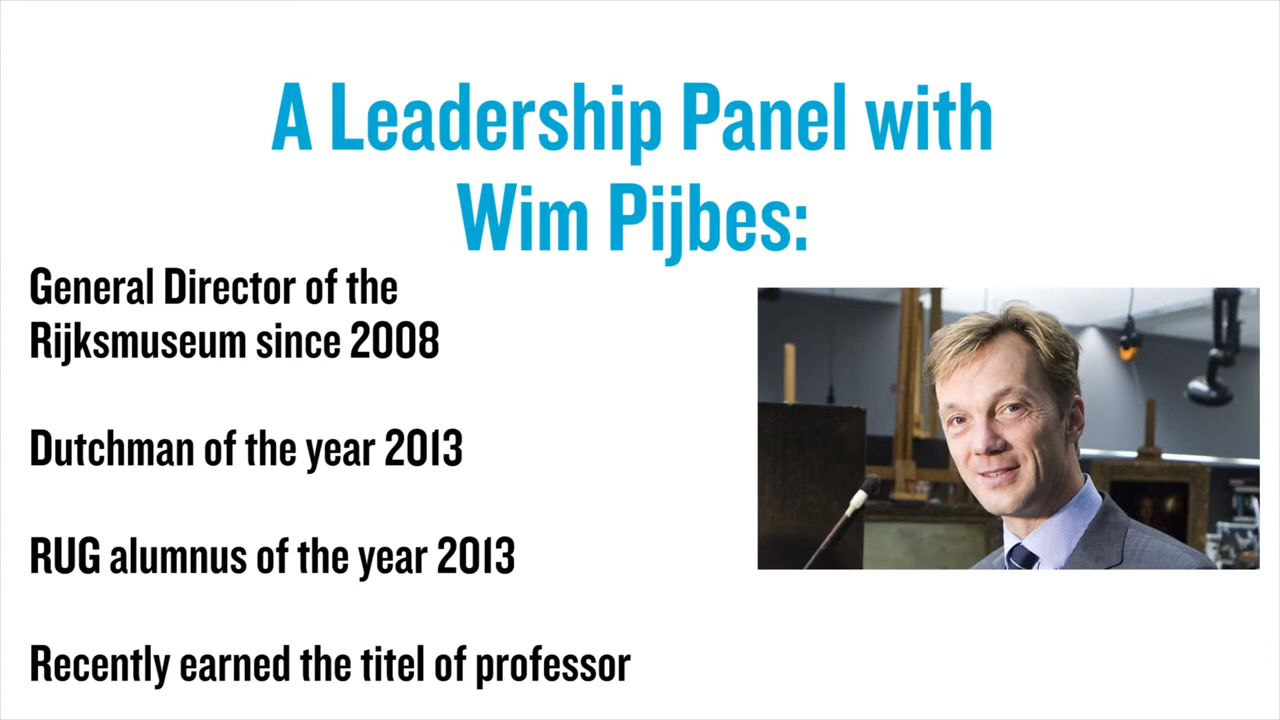 A Leadership Panel with
Wim Pijbes:
General Director of the
Rijksmuseum since 2008
Dutchman of the year 2013
RUG alumnus of the year 2013
Recently earned the titel of professor